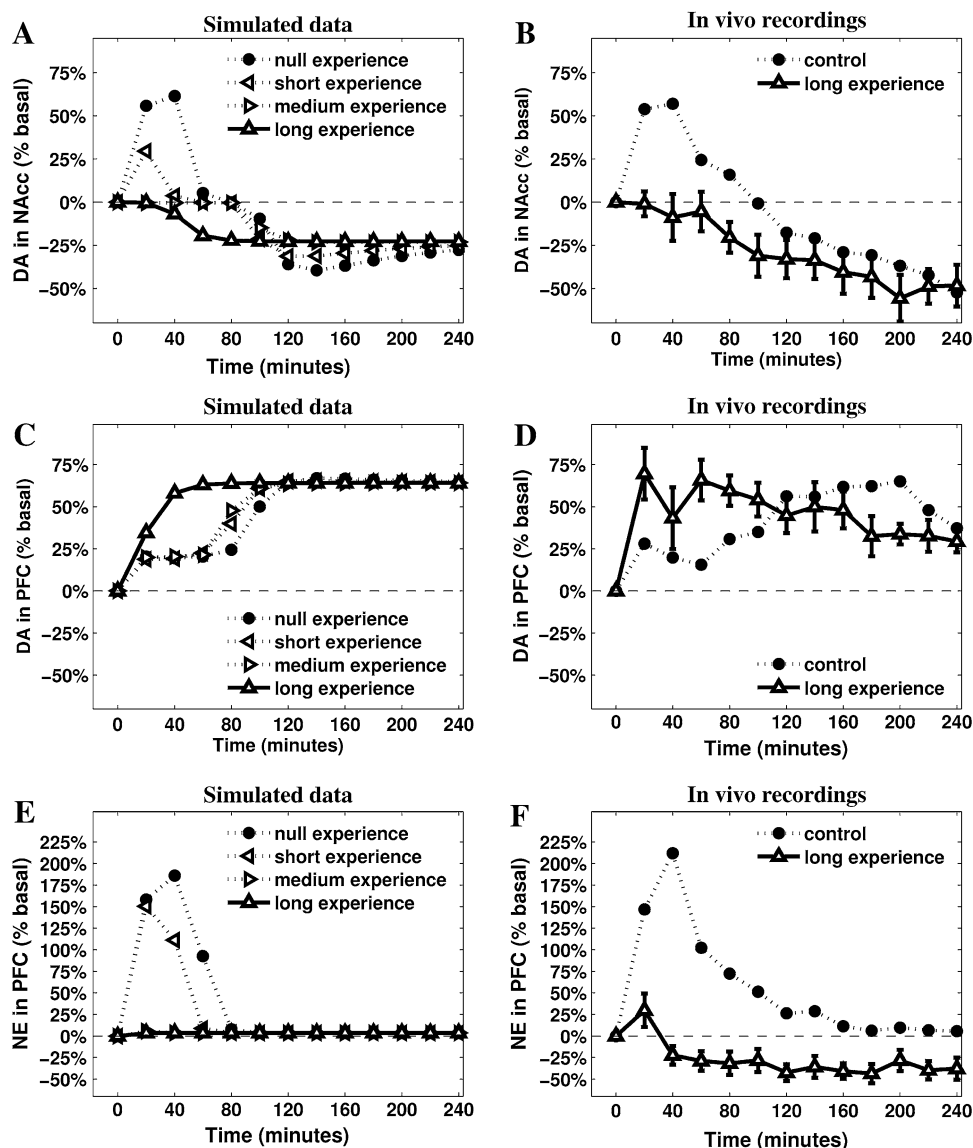 A
Simulated data
DA in NAcc (% basal)
75%
50%
25%
0%
−25%
−50%
null experience
short experience
medium experience
long experience
0 40 80 120 160 200 240
Time (minutes)
B
In vivo recordings
DA in NAcc (% basal)
75%
50%
25%
0%
−25%
−50%
control
long experience
0 40 80 120 160 200 240
Time (minutes)
C
Simulated data
DA in PFC (% basal)
75%
50%
25%
0%
−25%
−50%
null experience
short experience
medium experience
long experience
0 40 80 120 160 200 240
Time (minutes)
D
In vivo recordings
DA in PFC (% basal)
75%
50%
25%
0%
−25%
−50%
control
long experience
0 40 80 120 160 200 240
Time (minutes)
E
Simulated data
NE in PFC (% basal)
225%
200%
175%
150%
125%
100%
75%
50%
25%
0%
−25%
−50%
null experience
short experience
medium experience
long experience
0 40 80 120 160 200 240
Time (minutes)
F
In vivo recordings
NE in PFC (% basal)
225%
200%
175%
150%
125%
100%
75%
50%
25%
0%
−25%
−50%
control
long experience
0 40 80 120 160 200 240
Time (minutes)